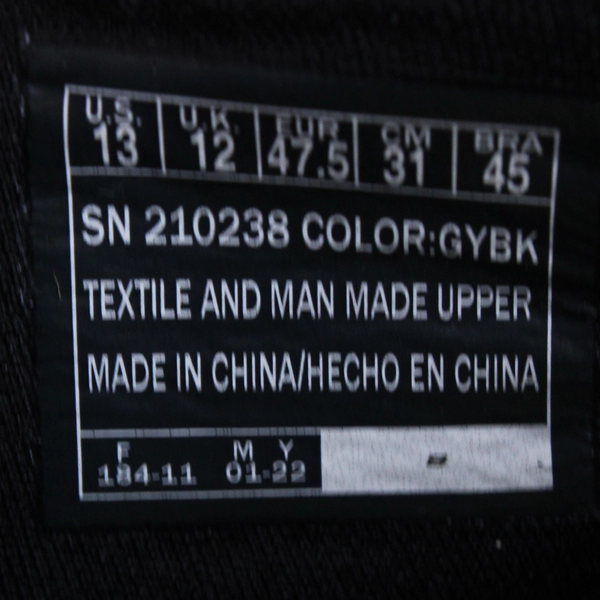 U.S. U.K. EUR CM BRA
13 12 47.5 31 45
SN 210238 COLOR:GYBK
TEXTILE AND MAN MADE UPPER
MADE IN CHINA/HECHO EN CHINA
F M Y
184-11 01-22